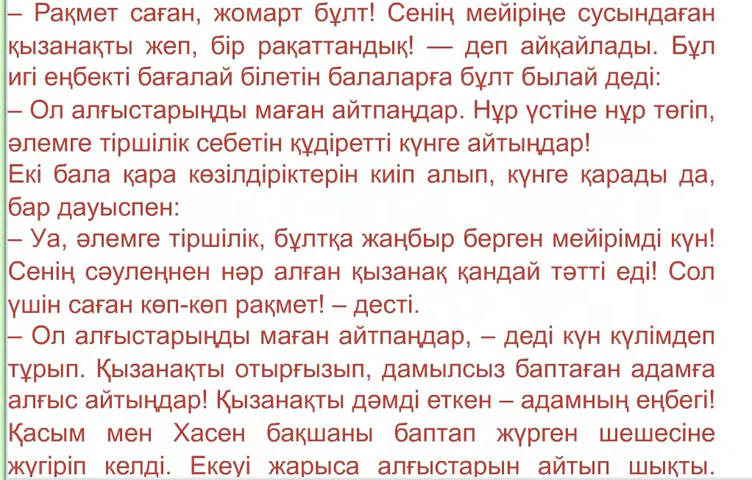 – Рақмет саған, жомарт бұлт! Сенің мейіріңе сусындаған
қызанақты жеп, бір рақаттандық! — деп айқайлады. Бұл
игі еңбекті бағалай білетін балаларға бұлт былай деді:
– Ол алғыстарыңды маған айтпаңдар. Нұр үстіне нұр төгіп,
әлемге тіршілік себетін құдіретті күнге айтыңдар!
Екі бала қара көзілдіріктерін киіп алып, күнге қарады да,
бар дауыспен:
– Уа, әлемге тіршілік, бұлтқа жаңбыр берген мейірімді күн!
Сенің сәулеңнен нәр алған қызанақ қандай тәтті еді! Сол
үшін саған көп-көп рақмет! – десті.
– Ол алғыстарыңды маған айтпаңдар, – деді күн күлімдеп
тұрып. Қызанақты отырғызып, дамылсыз баптаған адамға
алғыс айтыңдар! Қызанақты дәмді еткен – адамның еңбегі!
Қасым мен Хасен бақшаны баптап жүрген шешесіне
жүгіріп келді. Екеуі жарыса алғыстарын айтып шықты.